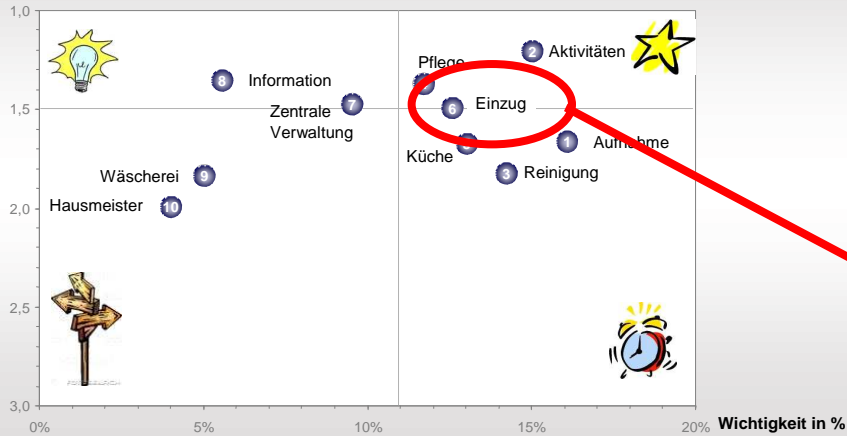 1,0
2
Aktivitäten
Pflege
8
Information
7
Zentrale
Verwaltung
6
Einzug
1,5
1
Aufnahme
Küche
3
Reinigung
Wäscherei
9
Hausmeister
10
2,0
2,5
3,0
0%
5%
10%
15%
20%
Wichtigkeit in %